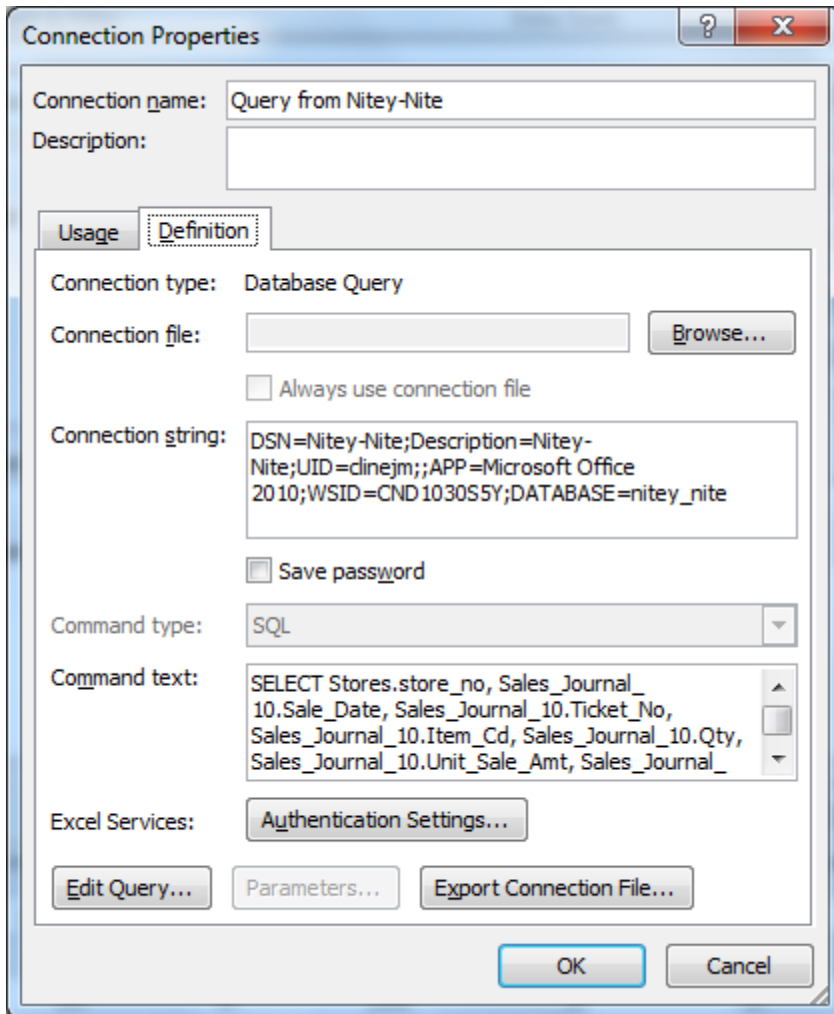 Connection Properties
Connection name: Query from Nitey-Nite
Description:
Usage Definition
Connection type: Database Query
Connection file: Browse...
Always use connection file
Connection string: DSN=Nitey-Nite;Description=Nitey-
Nite;UID=clinejm;;APP=Microsoft Office
2010;WSID=CND1030S5Y;DATABASE=nitey_nite
Save password
Command type: SQL
Command text: SELECT Stores.store_no, Sales_Journal_
10.Sale_Date, Sales_Journal_10.Ticket_No,
Sales_Journal_10.Item_Cd, Sales_Journal_10.Qty,
Sales_Journal_10.Unit_Sale_Amt, Sales_Journal_
Excel Services: Authentication Settings...
Edit Query... Parameters... Export Connection File...
OK Cancel